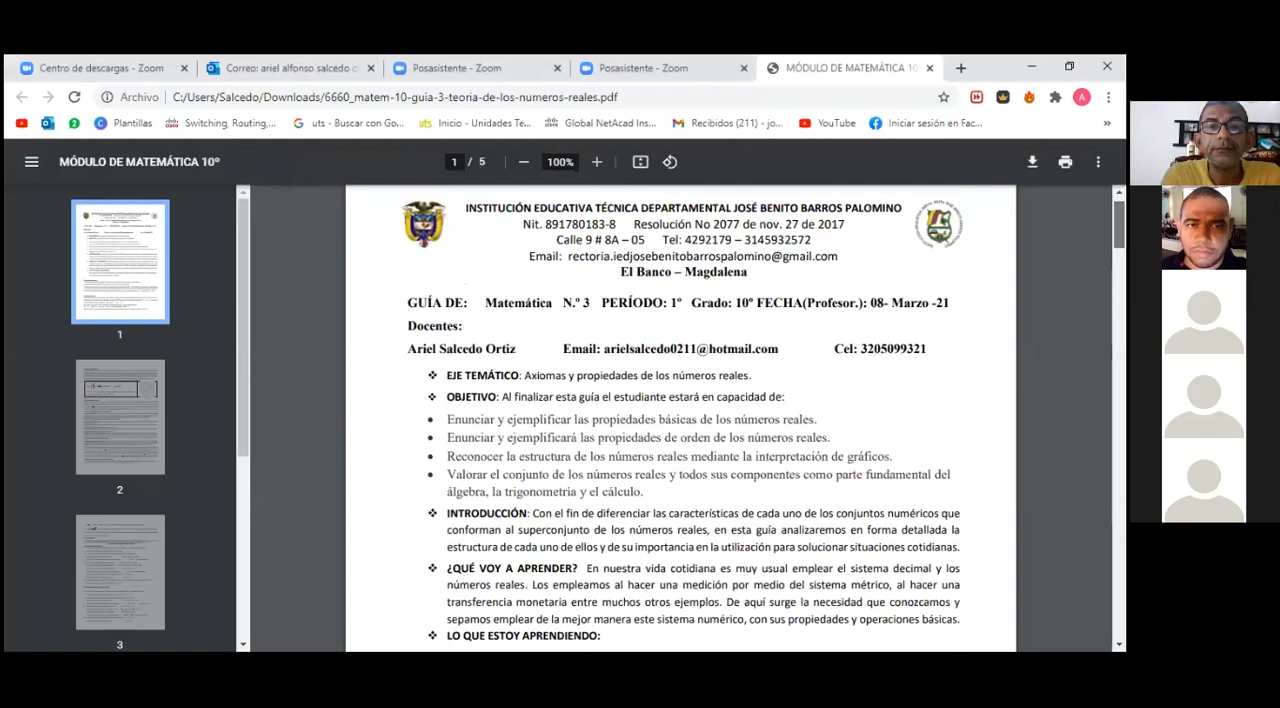 Centro de descargas - Zoom
Correo: ariel alfonso salcedo o
Posasistente - Zoom
Posasistente - Zoom
MÓDULO DE MATEMÁTICA 10º
Archivo C:/Users/Salcedo/Downloads/6660_matem-10-guia-3-teoria-de-los-numeros-reales.pdf
A
Plantillas
Switching, Routing,...
uts - Buscar con Go...
Inicio - Unidades Te...
Global NetAcad Ins...
Recibidos (211) - jo...
YouTube
Iniciar sesión en Fac...
»
MÓDULO DE MATEMÁTICA 10º
1 / 5
100%
1
2
3
INSTITUCIÓN EDUCATIVA TÉCNICA DEPARTAMENTAL JOSÉ BENITO BARROS PALOMINO
Nit. 891780183-8 Resolución No 2077 de nov. 27 de 2017
Calle 9 # 8A – 05 Tel: 4292179 – 3145932572
Email: rectoria.iedjosebenitobarrospalomino@gmail.com
El Banco – Magdalena
GUÍA DE: Matemática N.º 3 PERÍODO: 1º Grado: 10º FECHA(Profesor.): 08- Marzo -21
Docentes:
Ariel Salcedo Ortiz Email: arielsalcedo0211@hotmail.com Cel: 3205099321
❖ EJE TEMÁTICO: Axiomas y propiedades de los números reales.
❖ OBJETIVO: Al finalizar esta guía el estudiante estará en capacidad de:
• Enunciar y ejemplificar las propiedades básicas de los números reales.
• Enunciar y ejemplificará las propiedades de orden de los números reales.
• Reconocer la estructura de los números reales mediante la interpretación de gráficos.
• Valorar el conjunto de los números reales y todos sus componentes como parte fundamental del
álgebra, la trigonometría y el cálculo.
❖ INTRODUCCIÓN: Con el fin de diferenciar las características de cada uno de los conjuntos numéricos que
conforman al superconjunto de los números reales, en esta guía analizaremos en forma detallada la
estructura de cada uno de ellos y de su importancia en la utilización para solucionar situaciones cotidianas.
❖ ¿QUÉ VOY A APRENDER? En nuestra vida cotidiana es muy usual emplear el sistema decimal y los
números reales. Los empleamos al hacer una medición por medio del sistema métrico, al hacer una
transferencia monetaría entre muchos otros ejemplos. De aquí surge la necesidad que conozcamos y
sepamos emplear de la mejor manera este sistema numérico, con sus propiedades y operaciones básicas.
❖ LO QUE ESTOY APRENDIENDO: